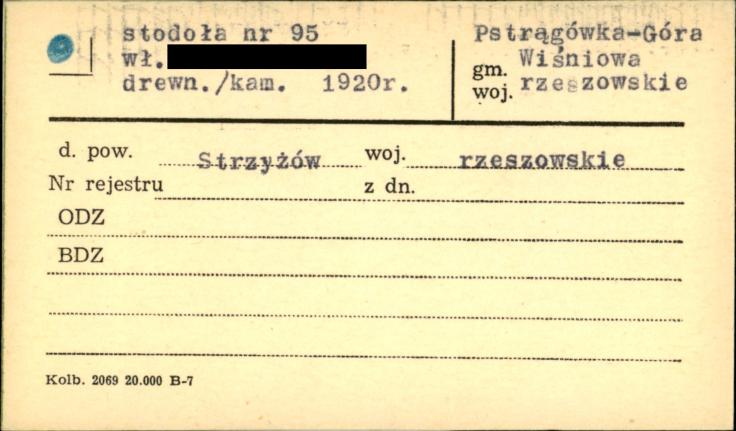 stodoła nr 95
wł.
drewn./kam. 1920r.
Pstrągówka-Góra
gm. Wiśniowa
woj. rzeszowskie
d. pow. Strzyżów woj. rzeszowskie
Nr rejestru z dn.
ODZ
BDZ
Kolb. 2069 20.000 B-7